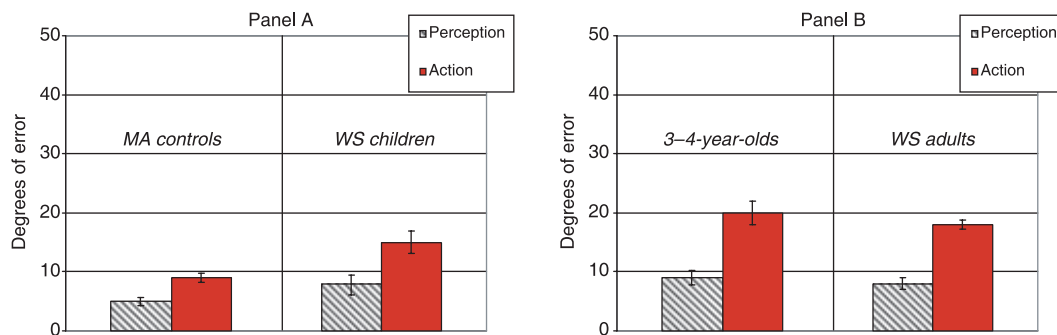 Panel A
50
40
30
20
10
0
Degrees of error
Perception
Action
MA controls
WS children
Panel B
50
40
30
20
10
0
Degrees of error
Perception
Action
3–4-year-olds
WS adults